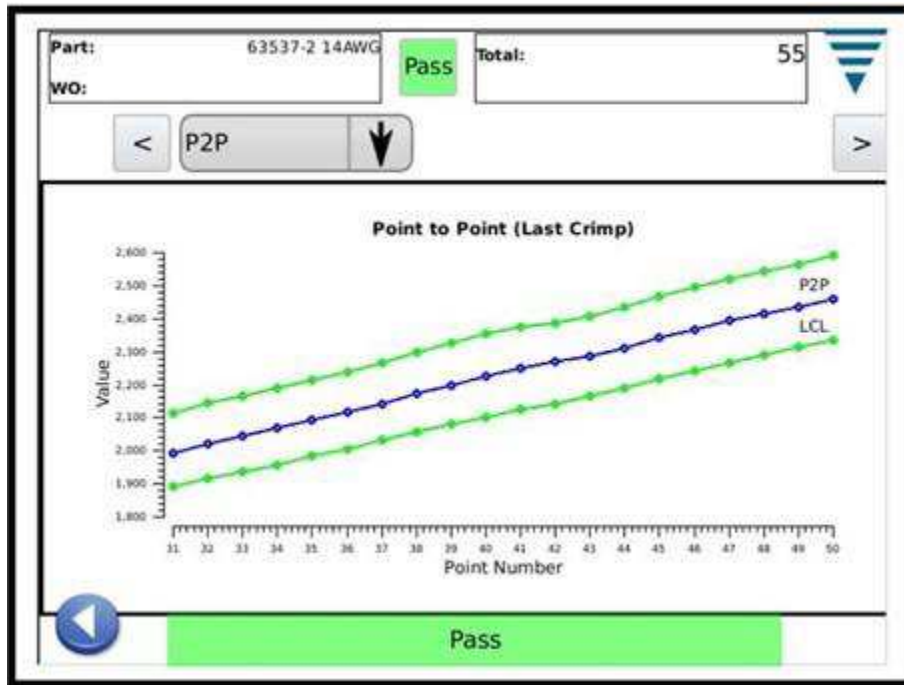 Part: 63537-2 14AWG
WO:
Pass
Total: 55
<
P2P
>
Point to Point (Last Crimp)
2,600
2,500
2,400
2,300
2,200
2,100
2,000
1,900
1,800
Value
P2P
LCL
31 32 33 34 35 36 37 38 39 40 41 42 43 44 45 46 47 48 49 50
Point Number
Pass